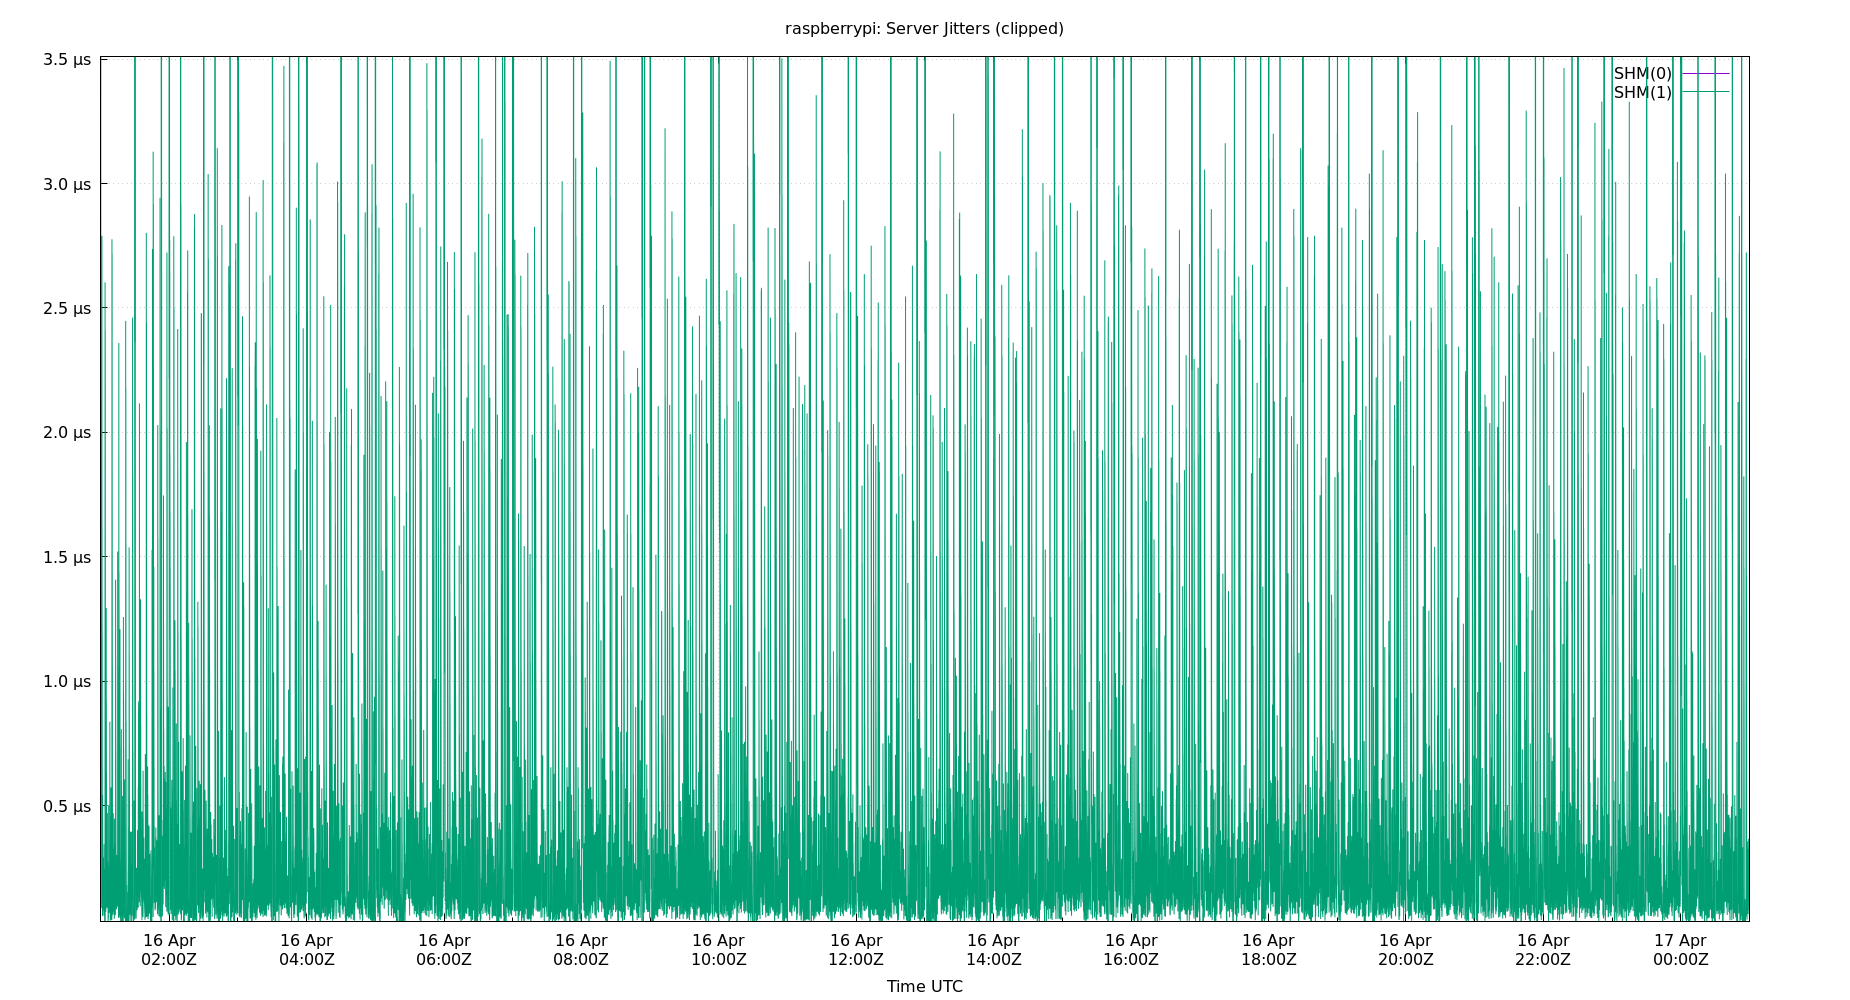 raspberrypi: Server Jitters (clipped)
3.5 µs
3.0 µs
2.5 µs
2.0 µs
1.5 µs
1.0 µs
0.5 µs
SHM(0)
SHM(1)
16 Apr 16 Apr 16 Apr 16 Apr 16 Apr 16 Apr 16 Apr 16 Apr 16 Apr 16 Apr 16 Apr 17 Apr
02:00Z 04:00Z 06:00Z 08:00Z 10:00Z 12:00Z 14:00Z 16:00Z 18:00Z 20:00Z 22:00Z 00:00Z
Time UTC